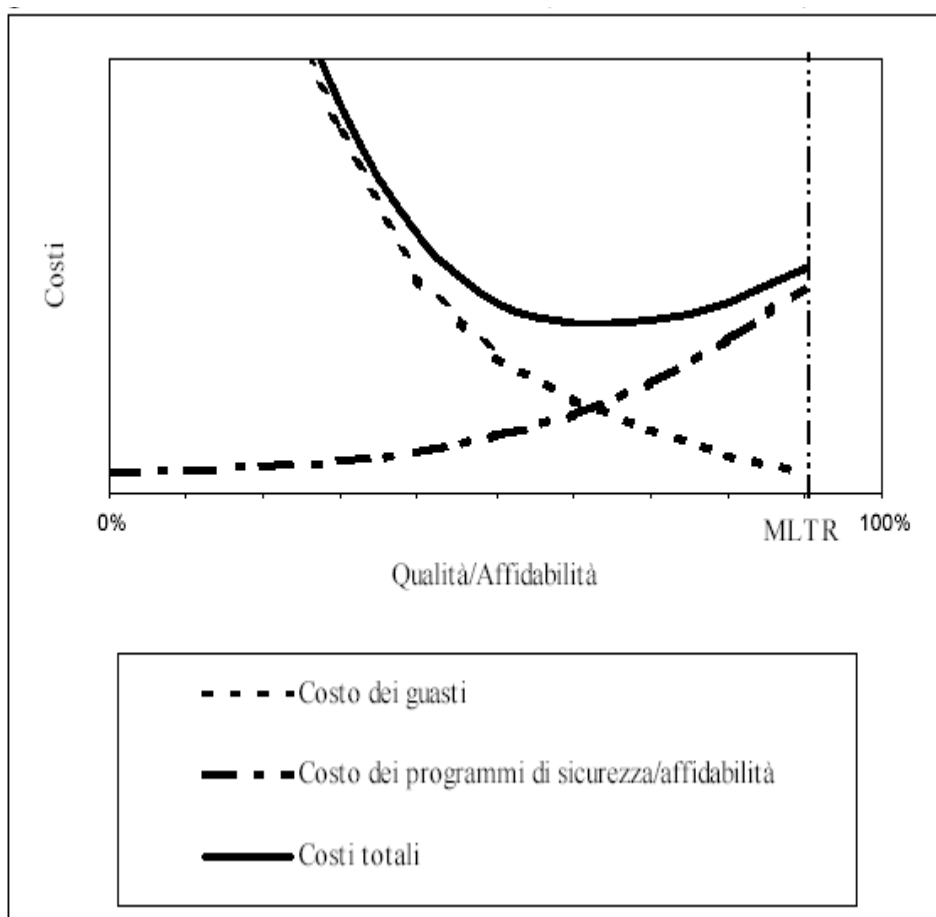 Costi
0%
MLTR
100%
Qualità/Affidabilità
Costo dei guasti
Costo dei programmi di sicurezza/affidabilità
Costi totali